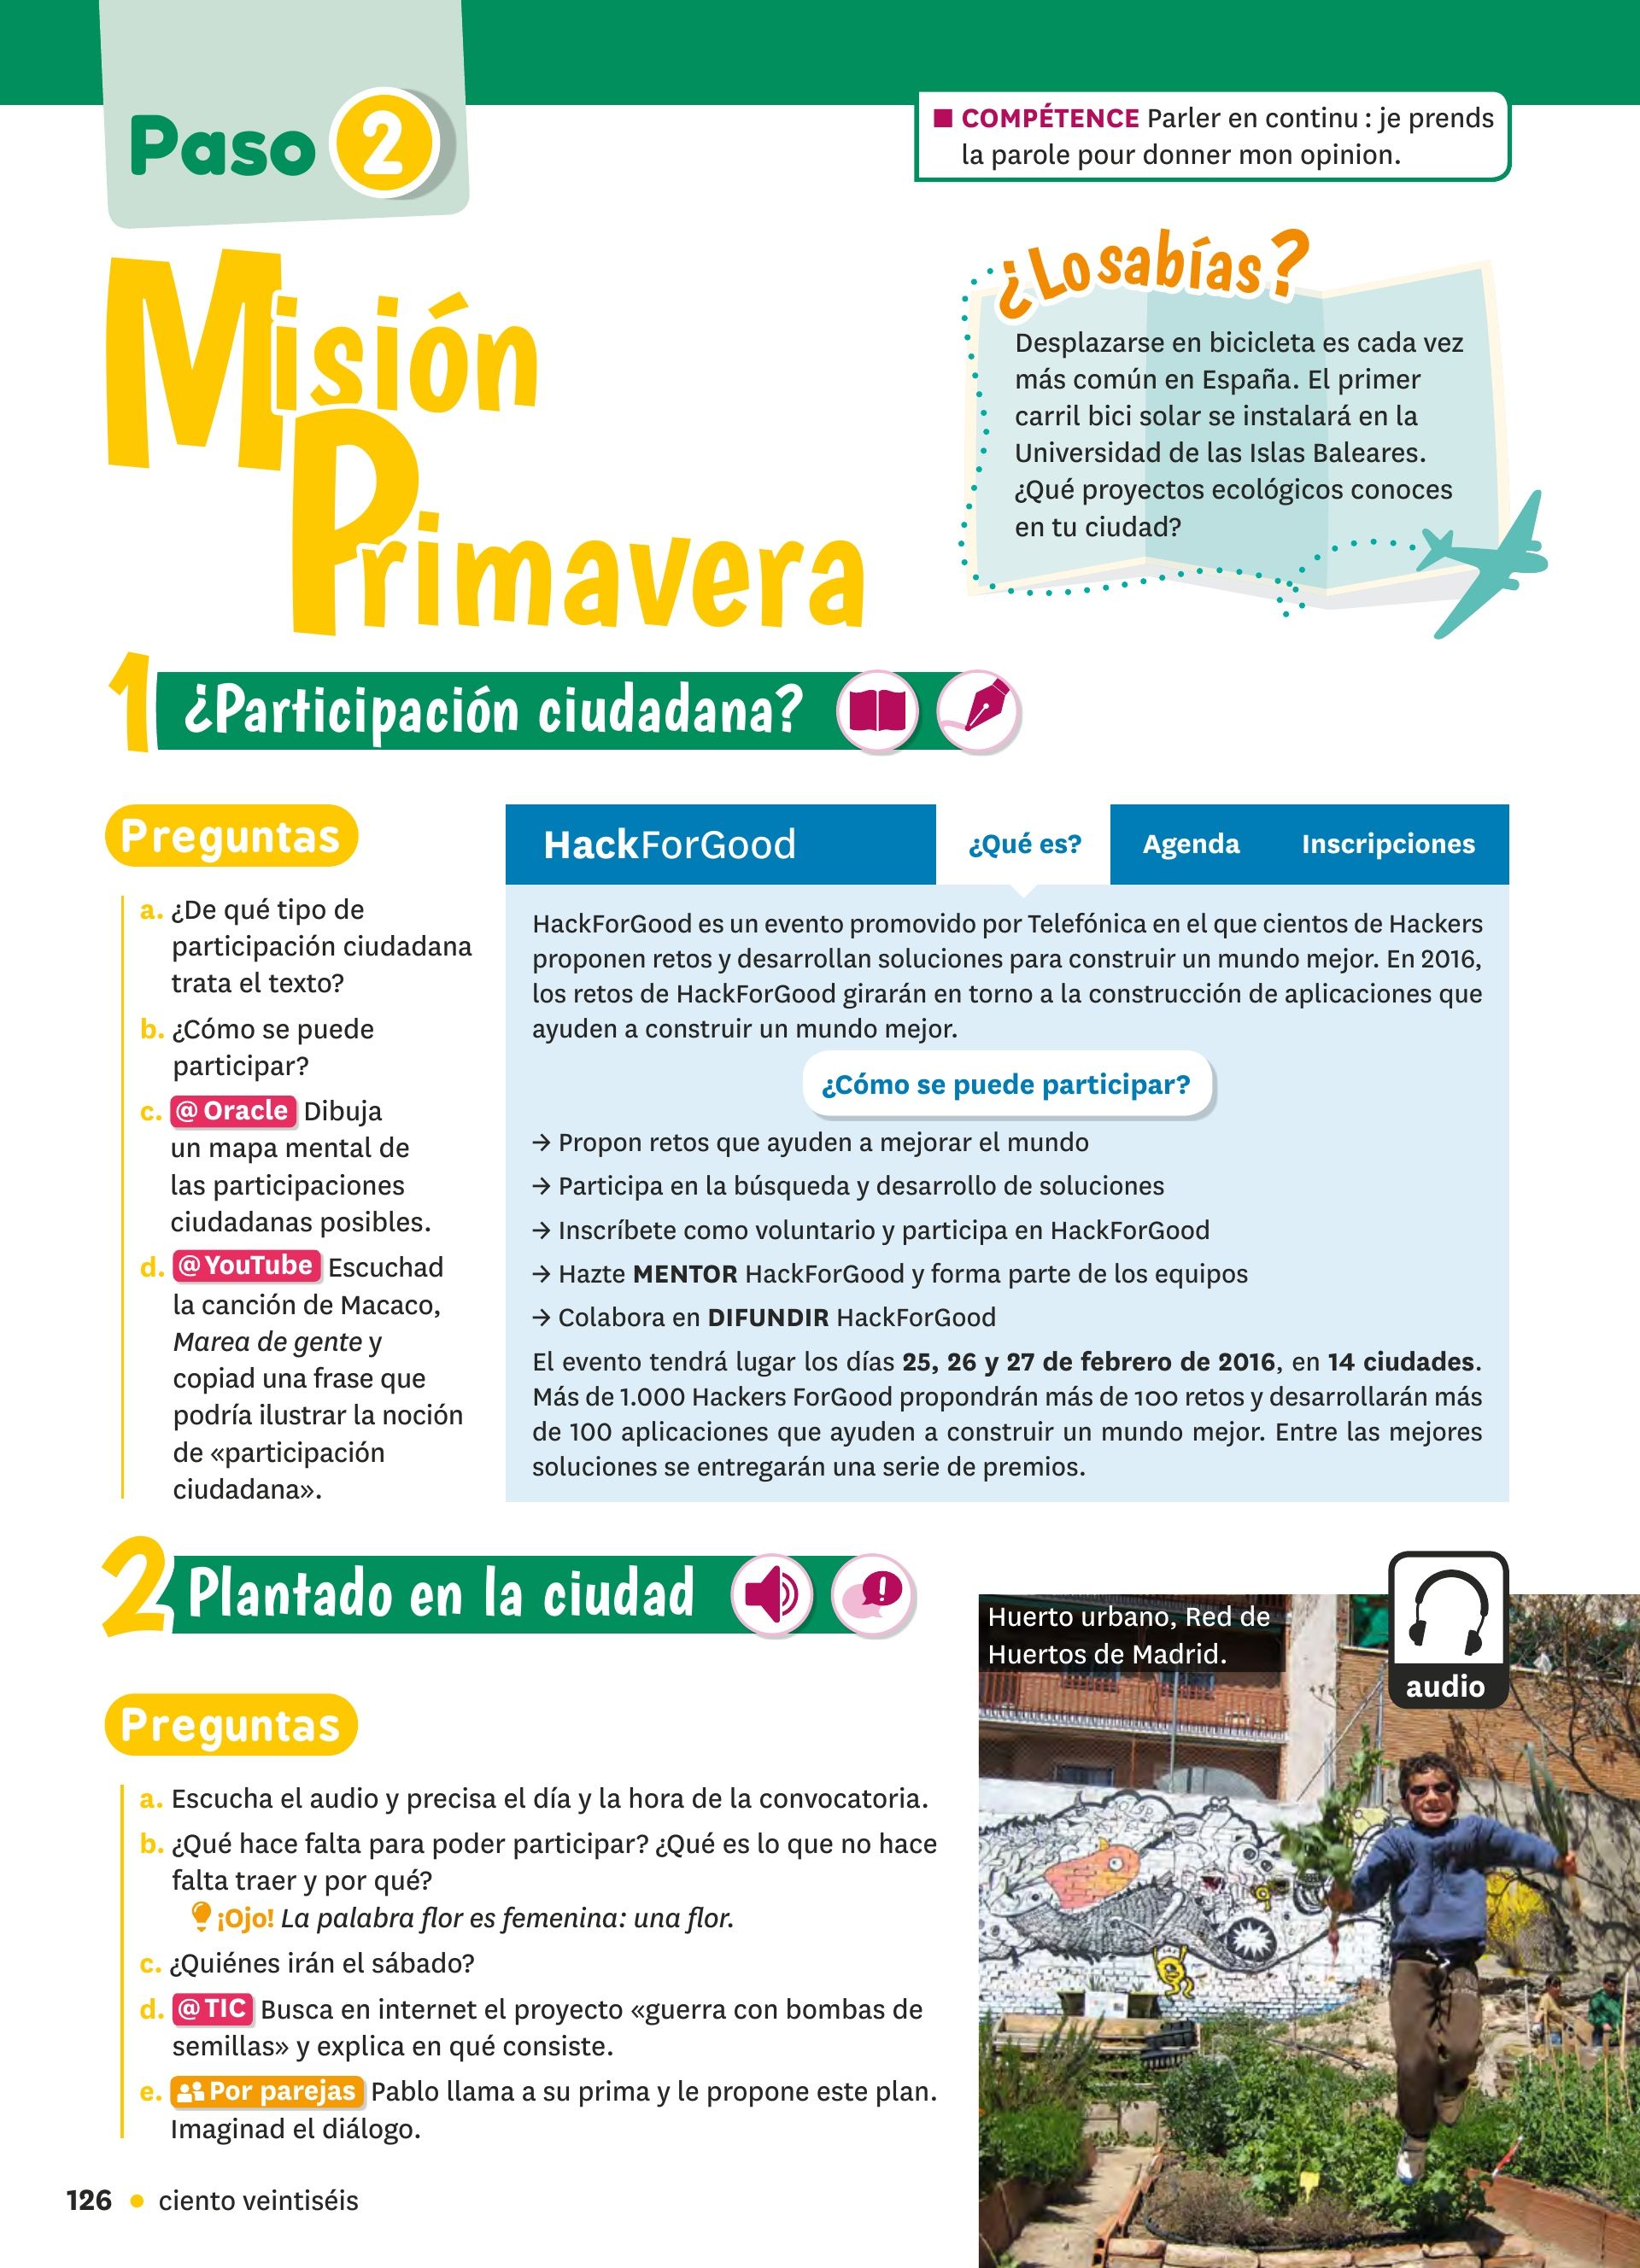 Paso 2
■ COMPÉTENCE Parler en continu : je prends
la parole pour donner mon opinion.
Misión
Primavera
¿Lo sabías?
Desplazarse en bicicleta es cada vez
más común en España. El primer
carril bici solar se instalará en la
Universidad de las Islas Baleares.
¿Qué proyectos ecológicos conoces
en tu ciudad?
1 ¿Participación ciudadana?
Preguntas
a. ¿De qué tipo de
participación ciudadana
trata el texto?
b. ¿Cómo se puede
participar?
c. @ Oracle Dibuja
un mapa mental de
las participaciones
ciudadanas posibles.
d. @ YouTube Escuchad
la canción de Macaco,
Marea de gente y
copiad una frase que
podría ilustrar la noción
de «participación
ciudadana».
HackForGood ¿Qué es? Agenda Inscripciones
HackForGood es un evento promovido por Telefónica en el que cientos de Hackers
proponen retos y desarrollan soluciones para construir un mundo mejor. En 2016,
los retos de HackForGood girarán en torno a la construcción de aplicaciones que
ayuden a construir un mundo mejor.
¿Cómo se puede participar?
→ Propon retos que ayuden a mejorar el mundo
→ Participa en la búsqueda y desarrollo de soluciones
→ Inscríbete como voluntario y participa en HackForGood
→ Hazte MENTOR HackForGood y forma parte de los equipos
→ Colabora en DIFUNDIR HackForGood
El evento tendrá lugar los días 25, 26 y 27 de febrero de 2016, en 14 ciudades.
Más de 1.000 Hackers ForGood propondrán más de 100 retos y desarrollarán más
de 100 aplicaciones que ayuden a construir un mundo mejor. Entre las mejores
soluciones se entregarán una serie de premios.
2 Plantado en la ciudad
Preguntas
a. Escucha el audio y precisa el día y la hora de la convocatoria.
b. ¿Qué hace falta para poder participar? ¿Qué es lo que no hace
falta traer y por qué?
¡Ojo! La palabra flor es femenina: una flor.
c. ¿Quiénes irán el sábado?
d. @ TIC Busca en internet el proyecto «guerra con bombas de
semillas» y explica en qué consiste.
e. Por parejas Pablo llama a su prima y le propone este plan.
Imaginad el diálogo.
Huerto urbano, Red de
Huertos de Madrid.
audio
126 • ciento veintiséis